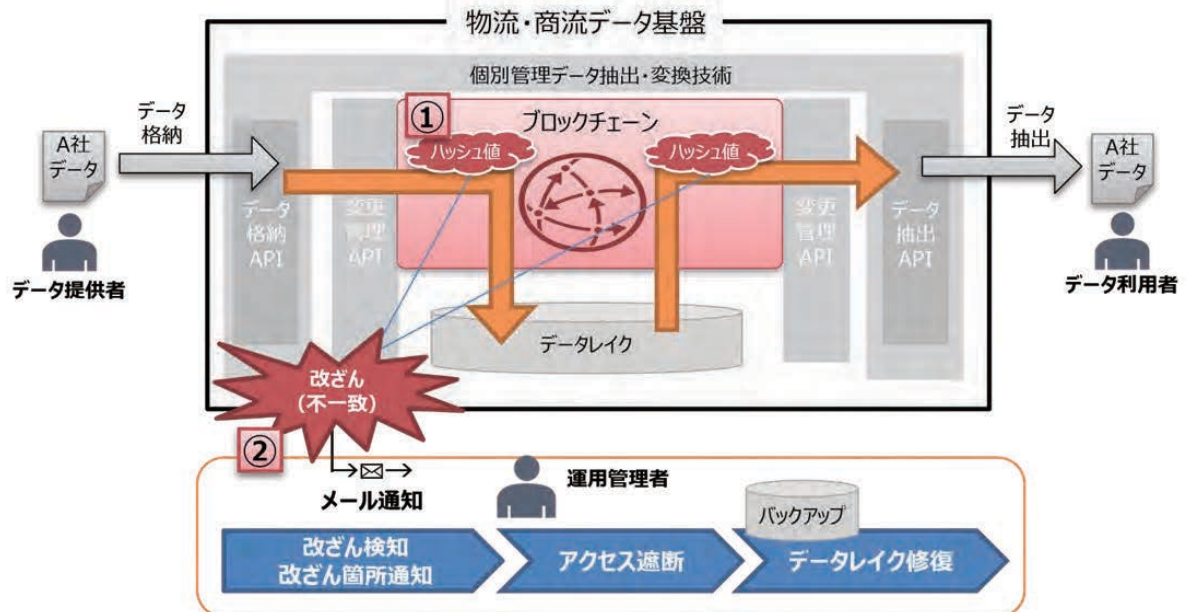 物流・商流データ基盤
個別管理データ抽出・変換技術
①
ブロックチェーン
ハッシュ値
ハッシュ値
データ
格納
データ
抽出
A社
データ
A社
データ
データ
格納
API
変更
管理
API
変更
管理
API
データ
抽出
API
データ提供者
データ利用者
データレイク
改ざん
(不一致)
②
メール通知
運用管理者
バックアップ
改ざん検知
改ざん箇所通知
アクセス遮断
データレイク修復